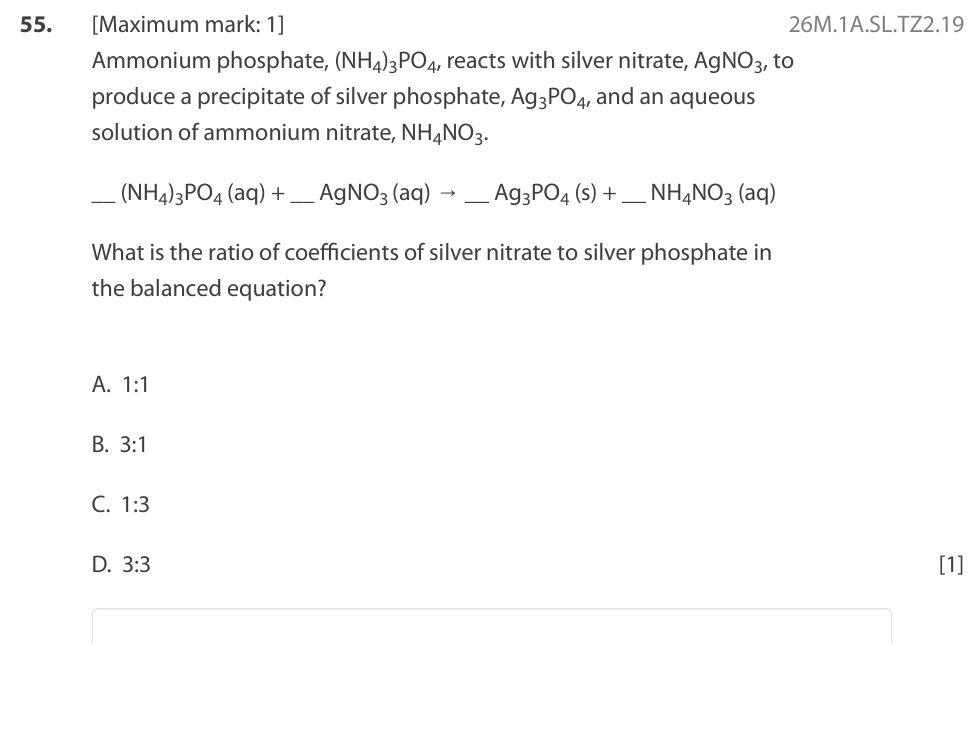 55. [Maximum mark: 1] 26M.1A.SL.TZ2.19
Ammonium phosphate, (NH₄)₃PO₄, reacts with silver nitrate, AgNO₃, to
produce a precipitate of silver phosphate, Ag₃PO₄, and an aqueous
solution of ammonium nitrate, NH₄NO₃.
__ (NH₄)₃PO₄ (aq) + __ AgNO₃ (aq) → __ Ag₃PO₄ (s) + __ NH₄NO₃ (aq)
What is the ratio of coefficients of silver nitrate to silver phosphate in
the balanced equation?
A. 1:1
B. 3:1
C. 1:3
D. 3:3 [1]